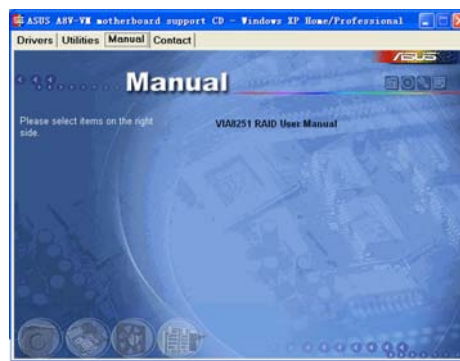 ASUS A8V-VM motherboard support CD - Windows XP Home/Professional
Drivers Utilities Manual Contact
ASUS
Manual
Please select items on the right
side.
VIA8251 RAID User Manual